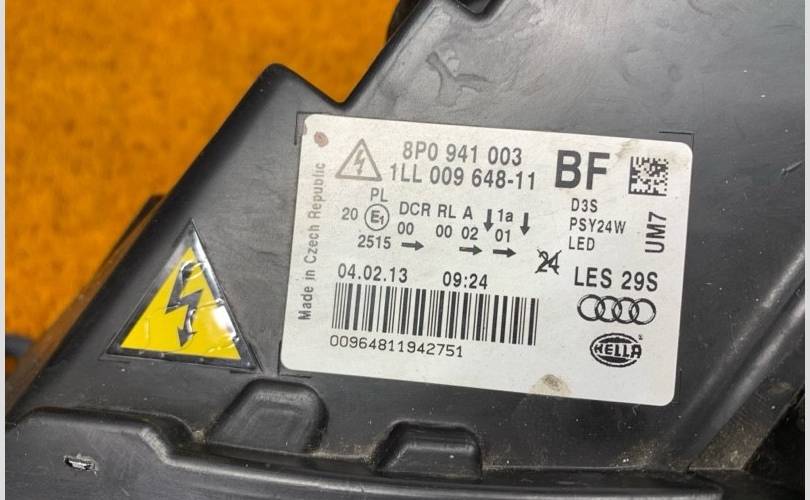 Made in Czech Republic
8P0 941 003
1LL 009 648-11
BF
PL
20 E1 DCR RL A 1a
00 00 02 01
2515
24
D3S
PSY24W
LED
UM7
04.02.13 09:24
LES 29S
00964811942751
HELLA